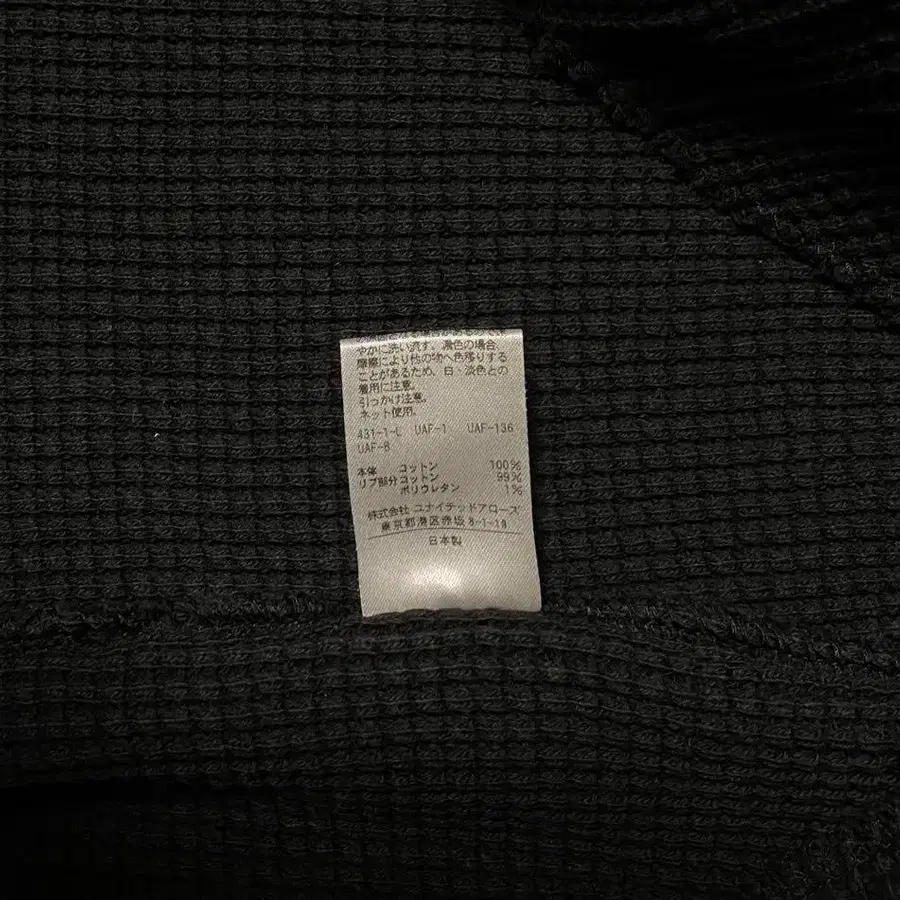 やかに洗い流す。濃色の場合
摩擦により他の物へ色移りする
ことがあるため、白・淡色との
着用に注意。
引っかけ注意。
ネット使用。
431-1-L UAF-1 UAF-136
UAF-8
本体 コットン 100%
リブ部分 コットン 99%
ポリウレタン 1%
株式会社 ユナイテッドアローズ
東京都港区赤坂 8-1-19
日本製